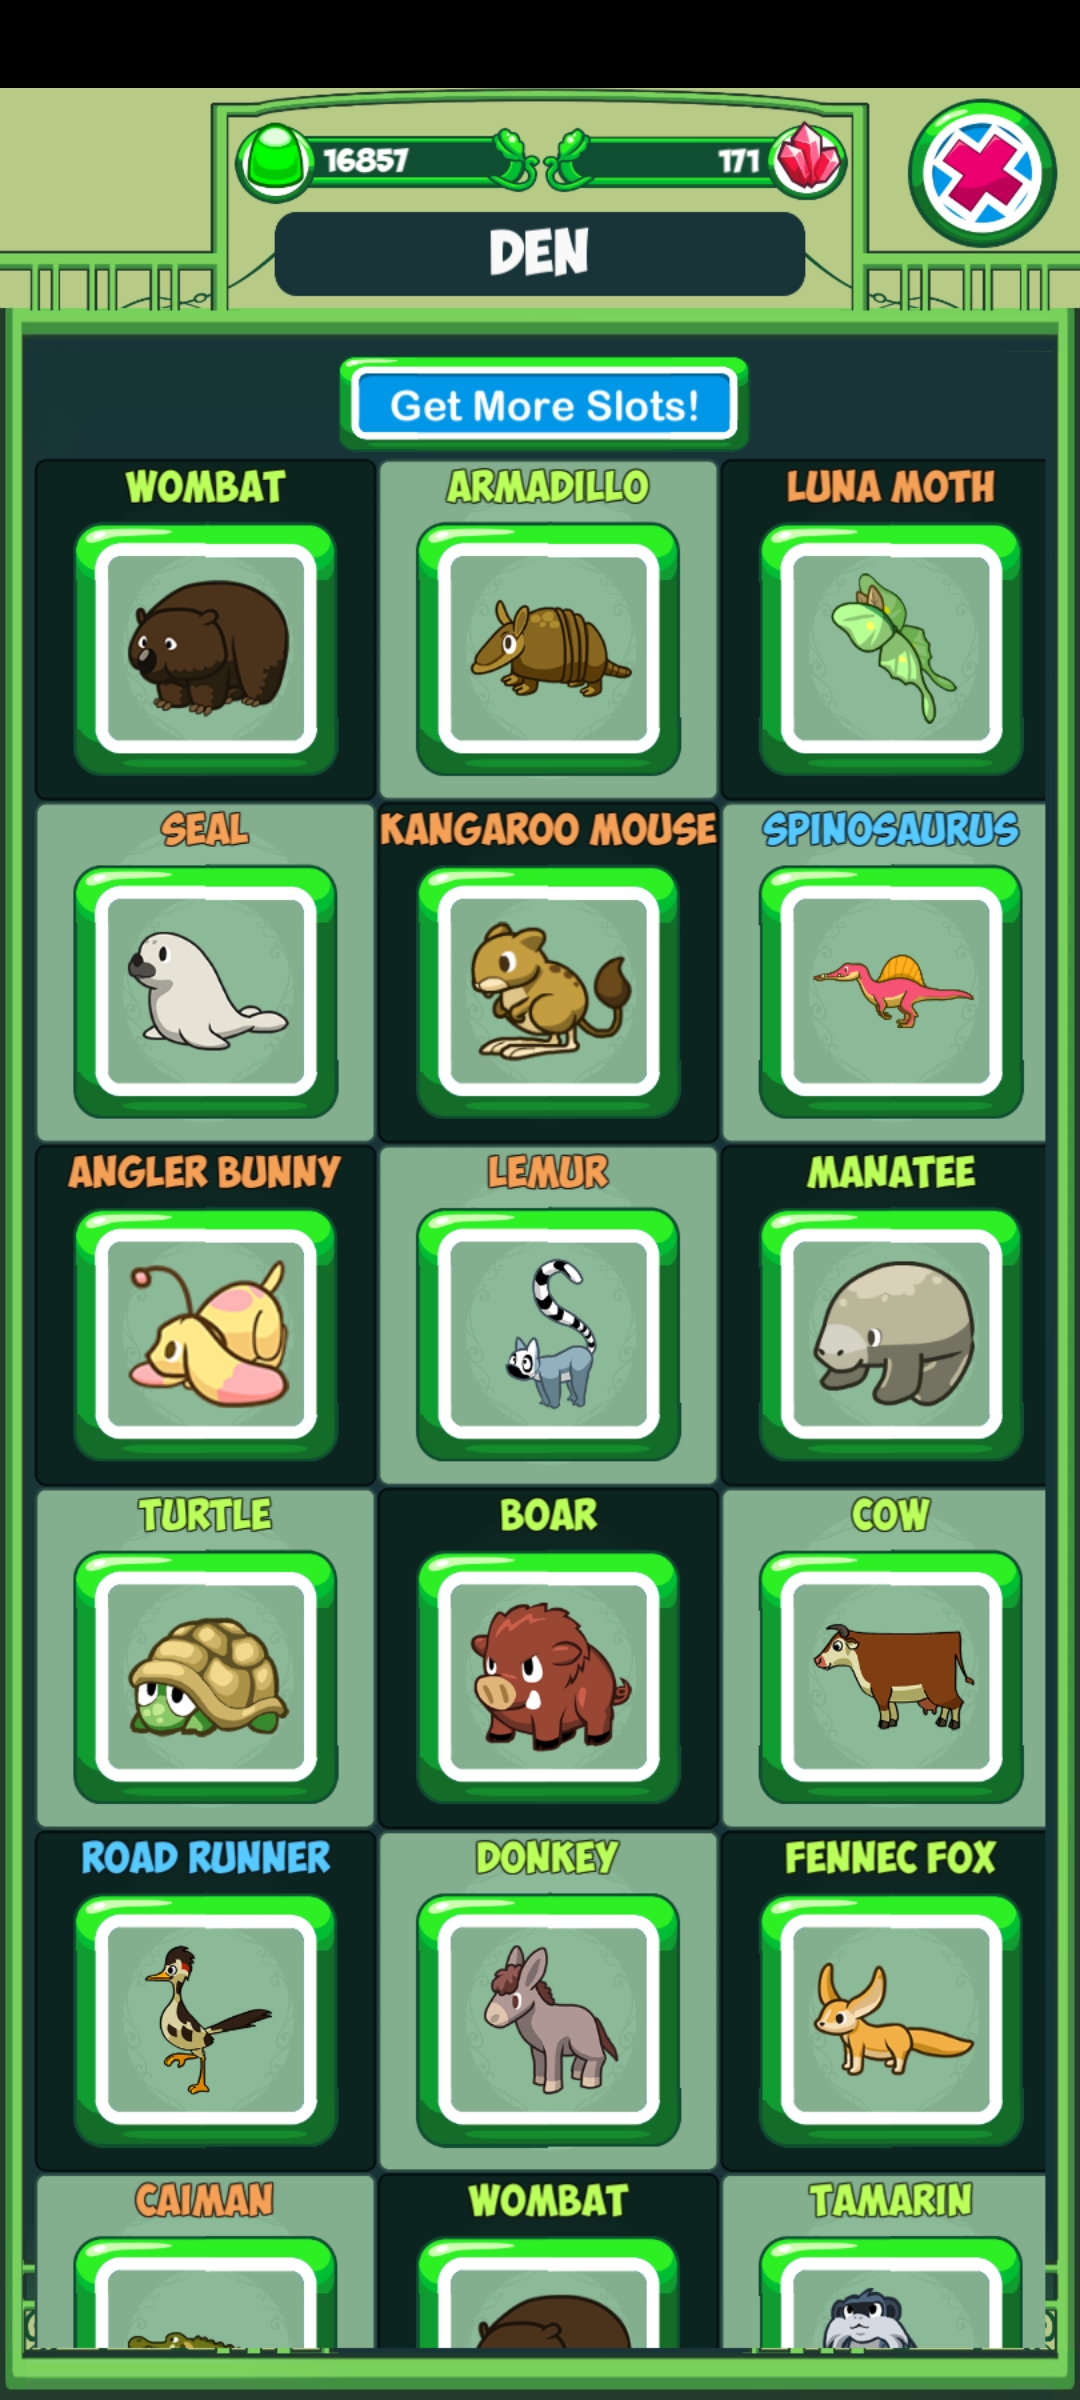 16857
171
DEN
Get More Slots!
WOMBAT
ARMADILLO
LUNA MOTH
SEAL
KANGAROO MOUSE
SPINOSAURUS
ANGLER BUNNY
LEMUR
MANATEE
TURTLE
BOAR
COW
ROAD RUNNER
DONKEY
FENNEC FOX
CAIMAN
WOMBAT
TAMARIN